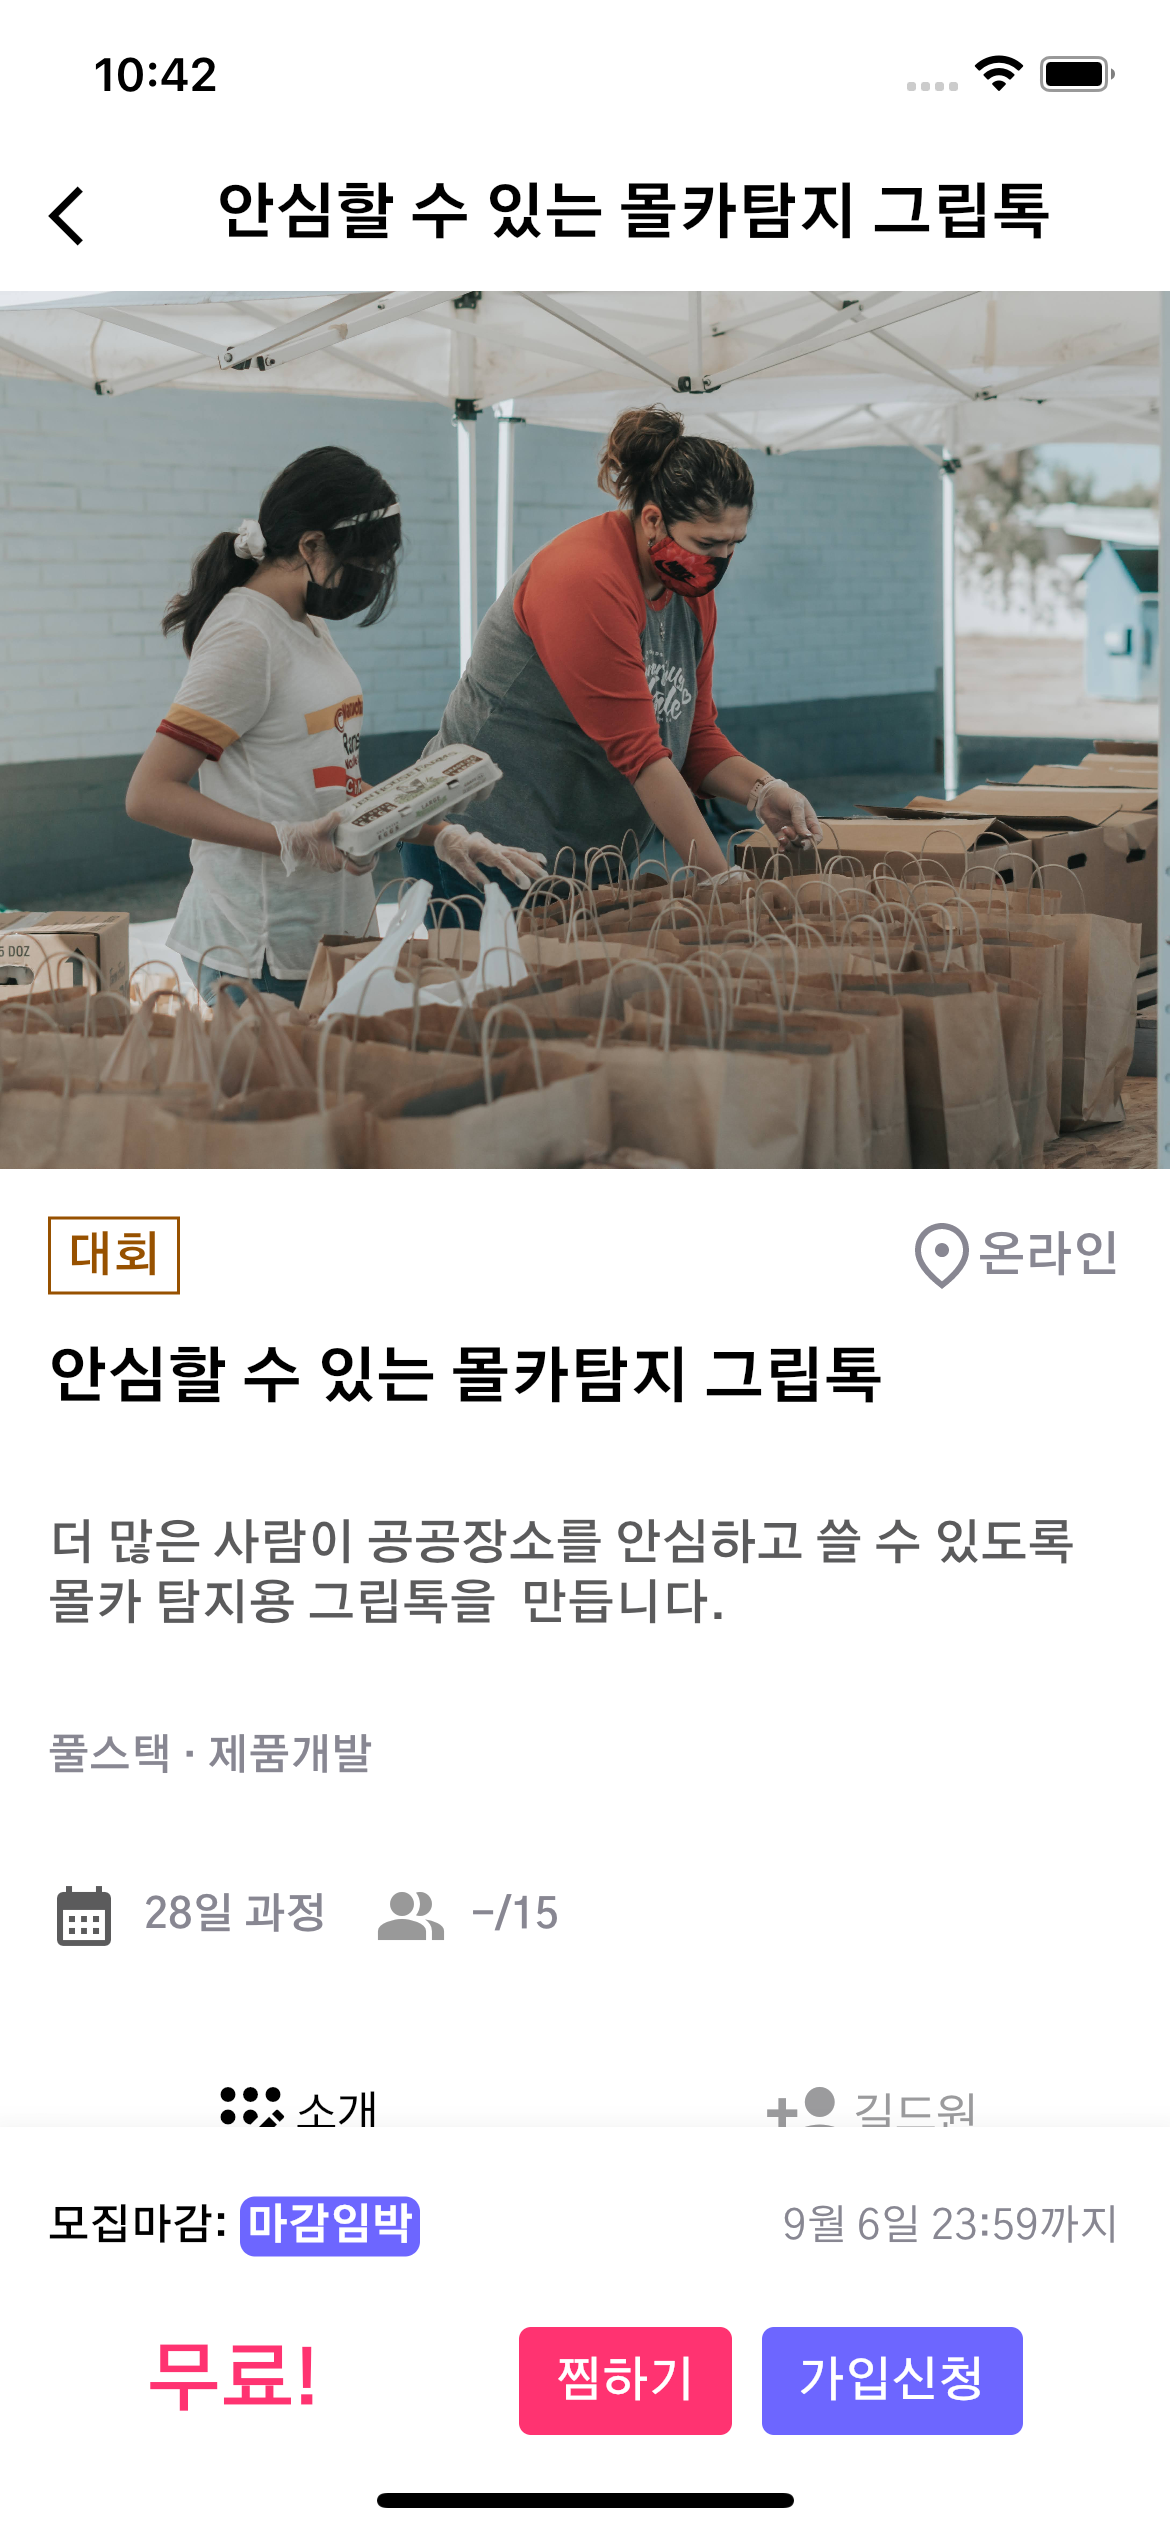 10:42
안심할 수 있는 몰카탐지 그립톡
5 DOZ
대회
온라인
안심할 수 있는 몰카탐지 그립톡
더 많은 사람이 공공장소를 안심하고 쓸 수 있도록
몰카 탐지용 그립톡을  만듭니다.
풀스택 · 제품개발
28일 과정
-/15
소개
길드원
모집마감: 마감임박
9월 6일 23:59까지
무료!
찜하기
가입신청